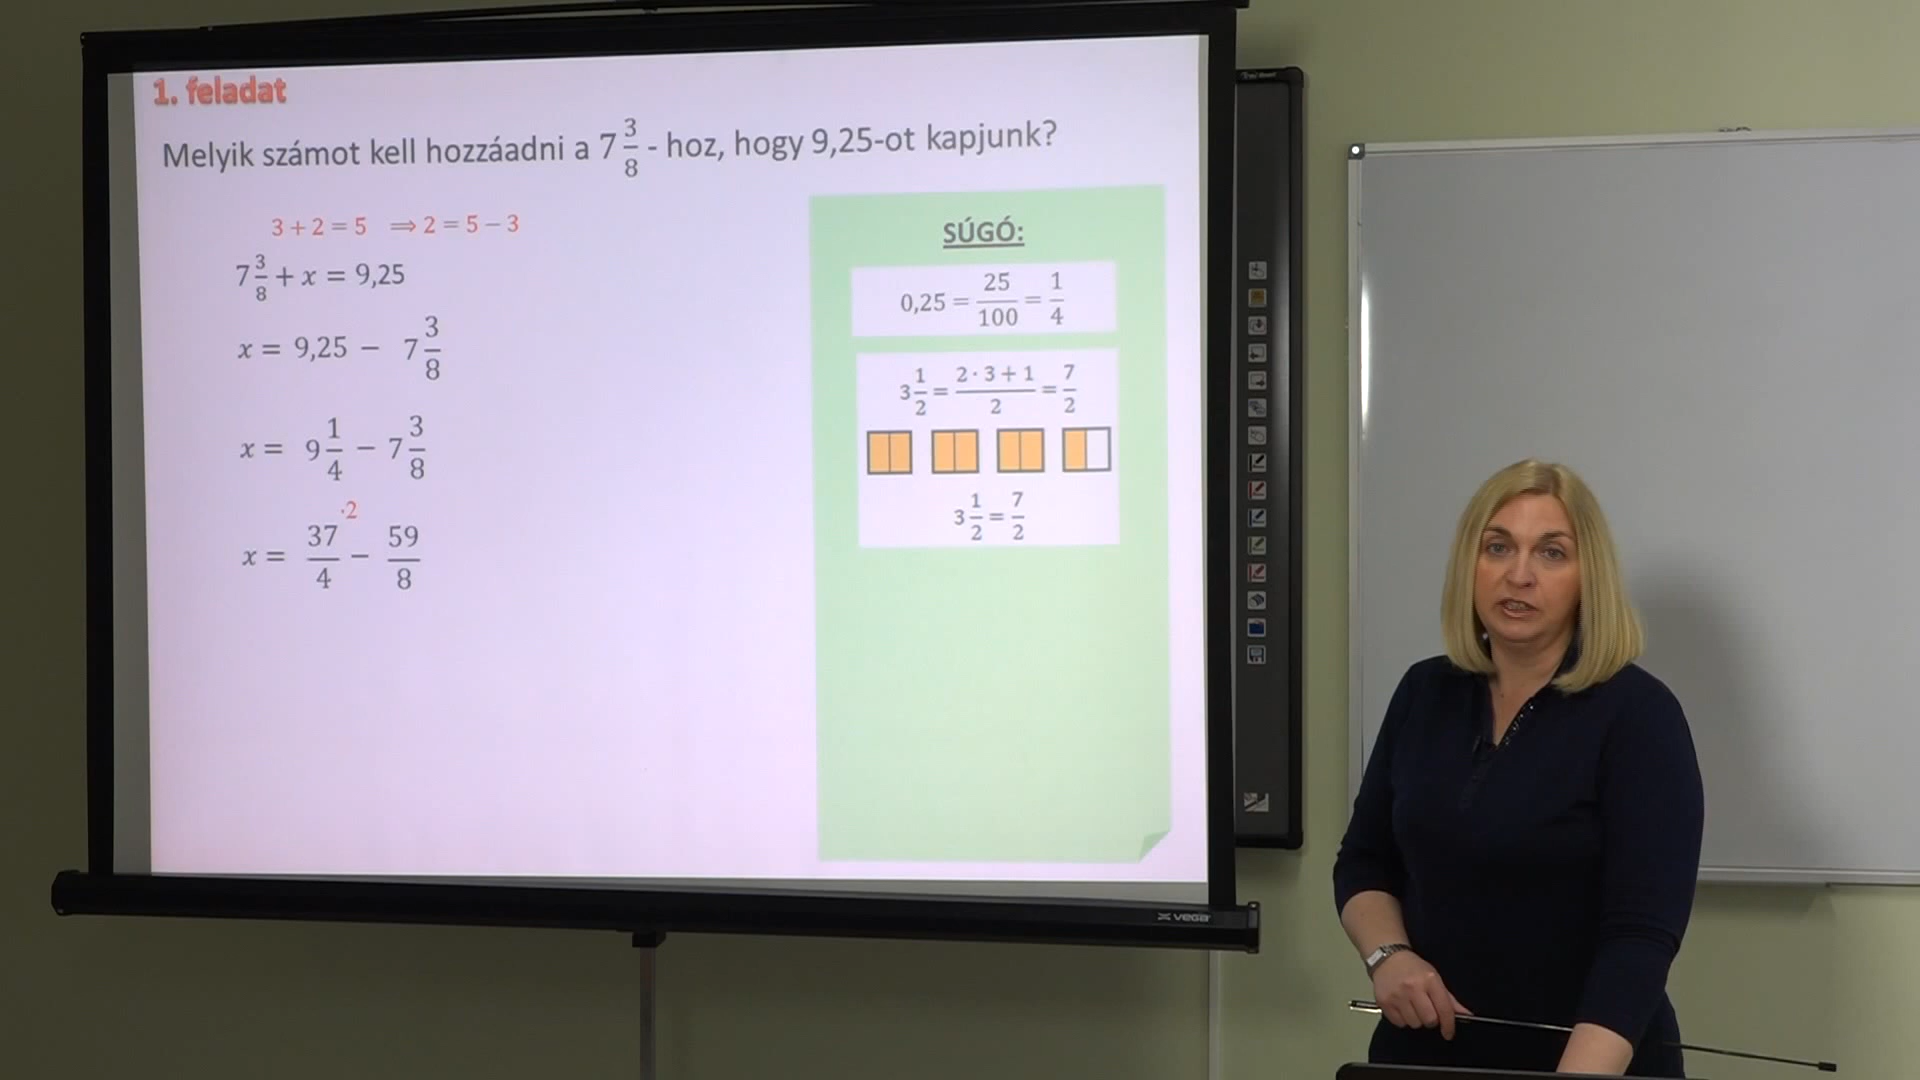 1. feladat
Melyik számot kell hozzáadni a 7 3/8 - hoz, hogy 9,25-ot kapjunk?
3 + 2 = 5 ⟹ 2 = 5 − 3
7 3/8 + x = 9,25
x = 9,25 − 7 3/8
x = 9 1/4 − 7 3/8
x = 37/4 ·2 − 59/8
SÚGÓ:
0,25 = 25/100 = 1/4
3 1/2 = (2 · 3 + 1)/2 = 7/2
3 1/2 = 7/2
VEGA